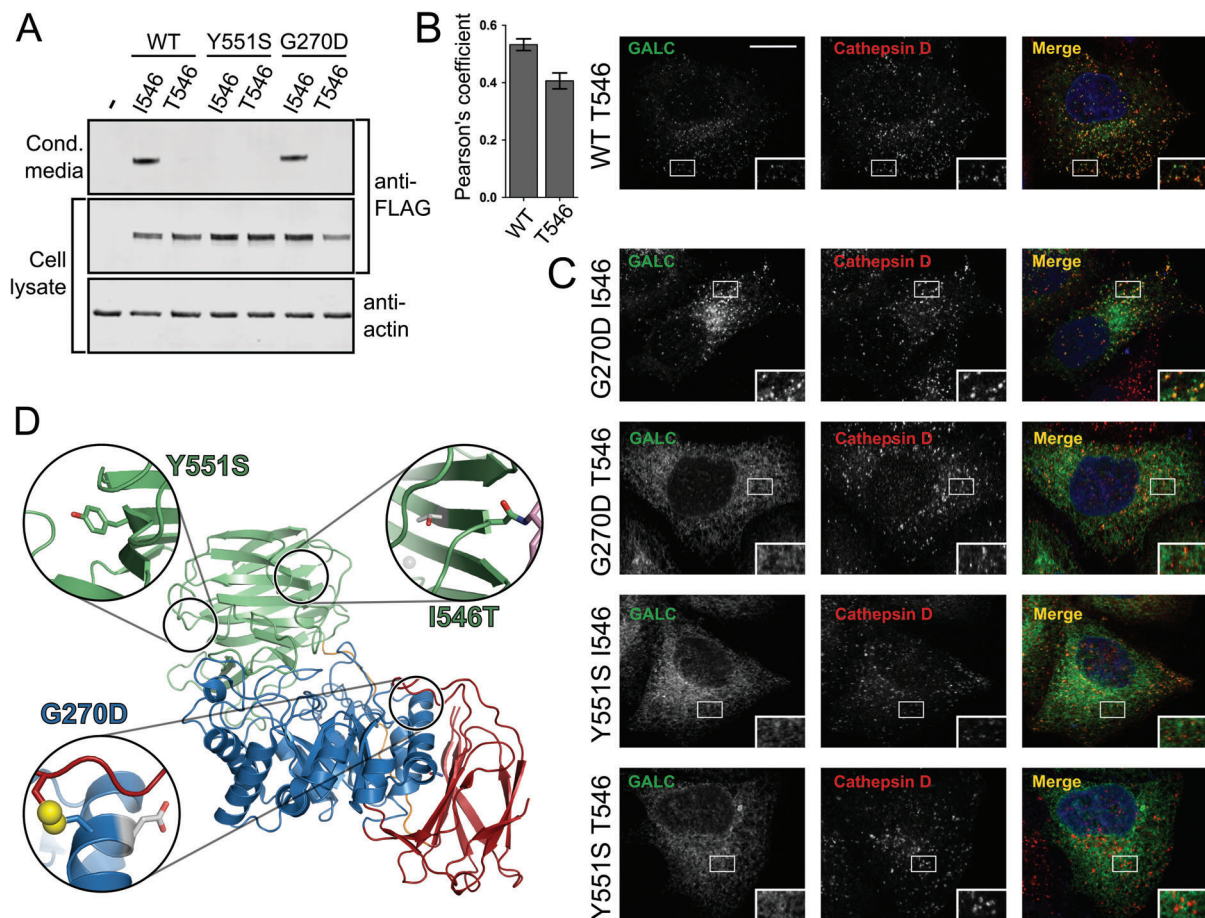 A
WT Y551S G270D
- I546 T546 I546 T546 I546 T546
Cond.
media
anti-
FLAG
Cell
lysate
anti-
actin
B
Pearson's coefficient
0.6
0.4
0.2
0.0
WT T546
WT T546
GALC Cathepsin D Merge
C
G270D I546
GALC Cathepsin D Merge
G270D T546
GALC Cathepsin D Merge
Y551S I546
GALC Cathepsin D Merge
Y551S T546
GALC Cathepsin D Merge
D
Y551S
I546T
G270D